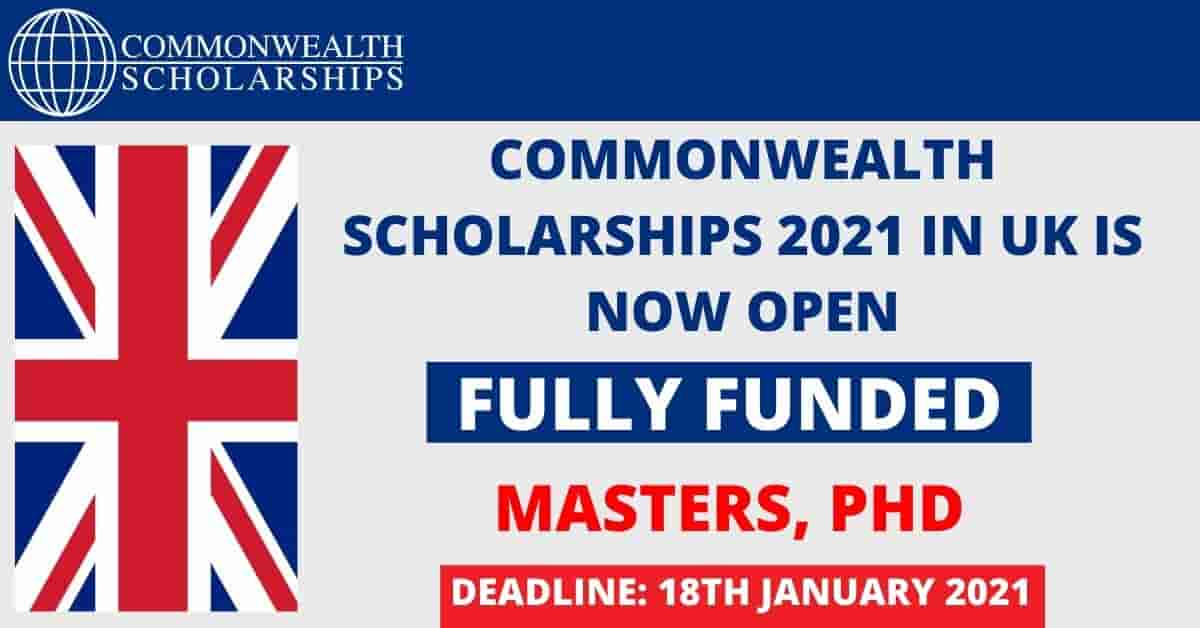 COMMONWEALTH
SCHOLARSHIPS
COMMONWEALTH
SCHOLARSHIPS 2021 IN UK IS
NOW OPEN
FULLY FUNDED
MASTERS, PHD
DEADLINE: 18TH JANUARY 2021